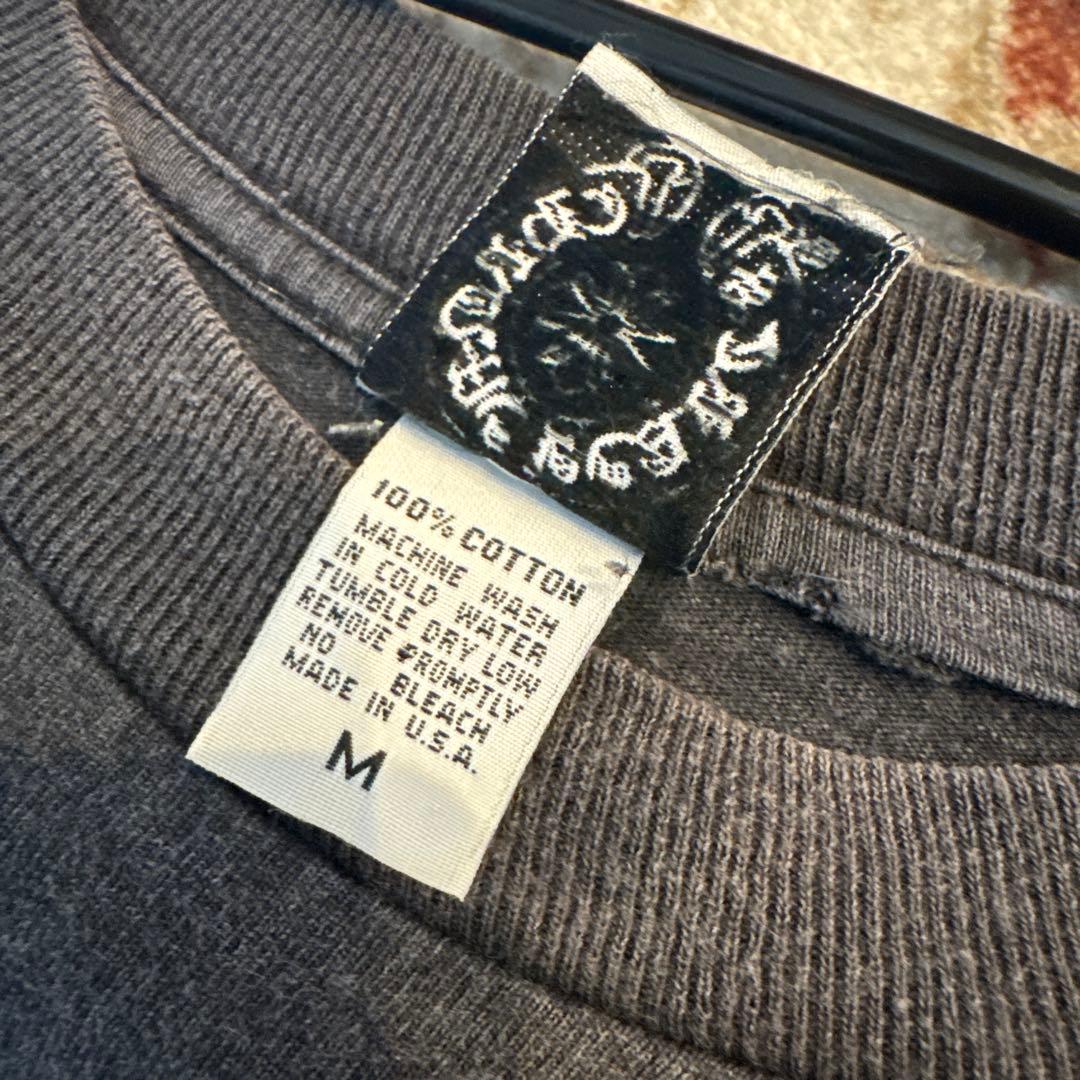 100% COTTON
MACHINE WASH
IN COLD WATER
TUMBLE DRY LOW
REMOVE PROMPTLY
NO BLEACH
MADE IN U.S.A.
M